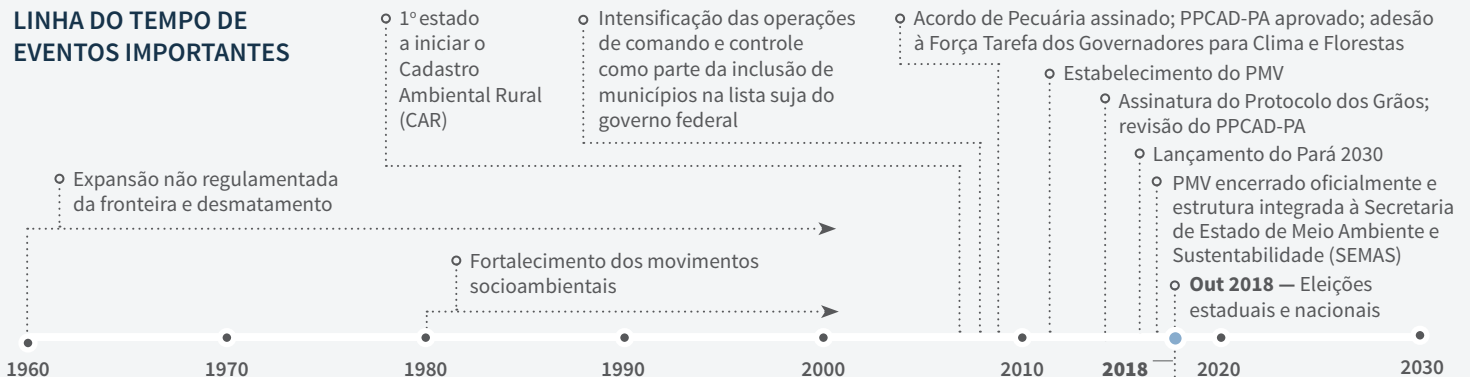 LINHA DO TEMPO DE
EVENTOS IMPORTANTES
1º estado
a iniciar o
Cadastro
Ambiental Rural
(CAR)
Intensificação das operações
de comando e controle
como parte da inclusão de
municípios na lista suja do
governo federal
Acordo de Pecuária assinado; PPCAD-PA aprovado; adesão
à Força Tarefa dos Governadores para Clima e Florestas
Estabelecimento do PMV
Assinatura do Protocolo dos Grãos;
revisão do PPCAD-PA
Lançamento do Pará 2030
PMV encerrado oficialmente e
estrutura integrada à Secretaria
de Estado de Meio Ambiente e
Sustentabilidade (SEMAS)
Out 2018 — Eleições
estaduais e nacionais
Expansão não regulamentada
da fronteira e desmatamento
Fortalecimento dos movimentos
socioambientais
1960 1970 1980 1990 2000 2010 2018 2020 2030